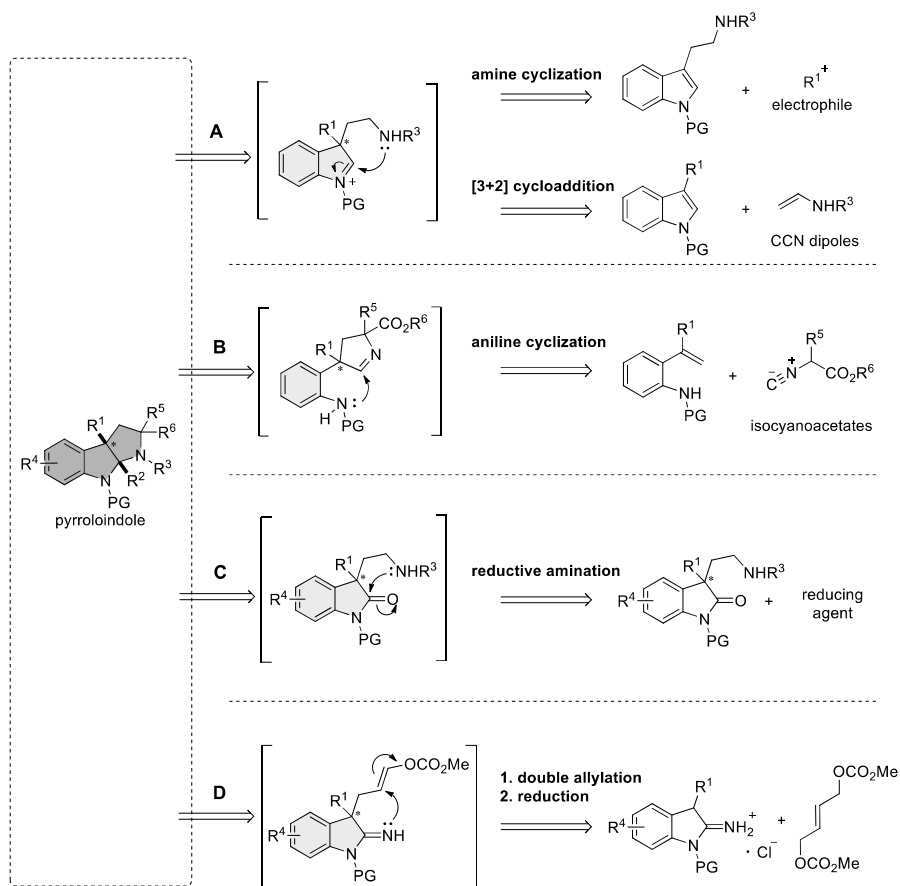 A
R¹
*
NHR³
N
+
PG
amine cyclization
NHR³
N
PG
+
R¹+
electrophile
[3+2] cycloaddition
R¹
N
PG
+
NHR³
CCN dipoles
B
R⁵
CO₂R⁶
R¹
*
N
N
H
PG
aniline cyclization
R¹
NH
PG
+
R⁵
C≡N
−
+
CO₂R⁶
isocyanoacetates
R⁵
R¹
R⁶
*
R⁴
N
R³
R²
N
PG
pyrroloindole
C
R¹
*
NHR³
R⁴
O
N
PG
reductive amination
R¹
*
NHR³
R⁴
O
N
PG
+
reducing
agent
D
OCO₂Me
R¹
*
R⁴
NH
N
PG
1. double allylation
2. reduction
R¹
R⁴
NH₂
+
N
· Cl⁻
PG
+
OCO₂Me
OCO₂Me